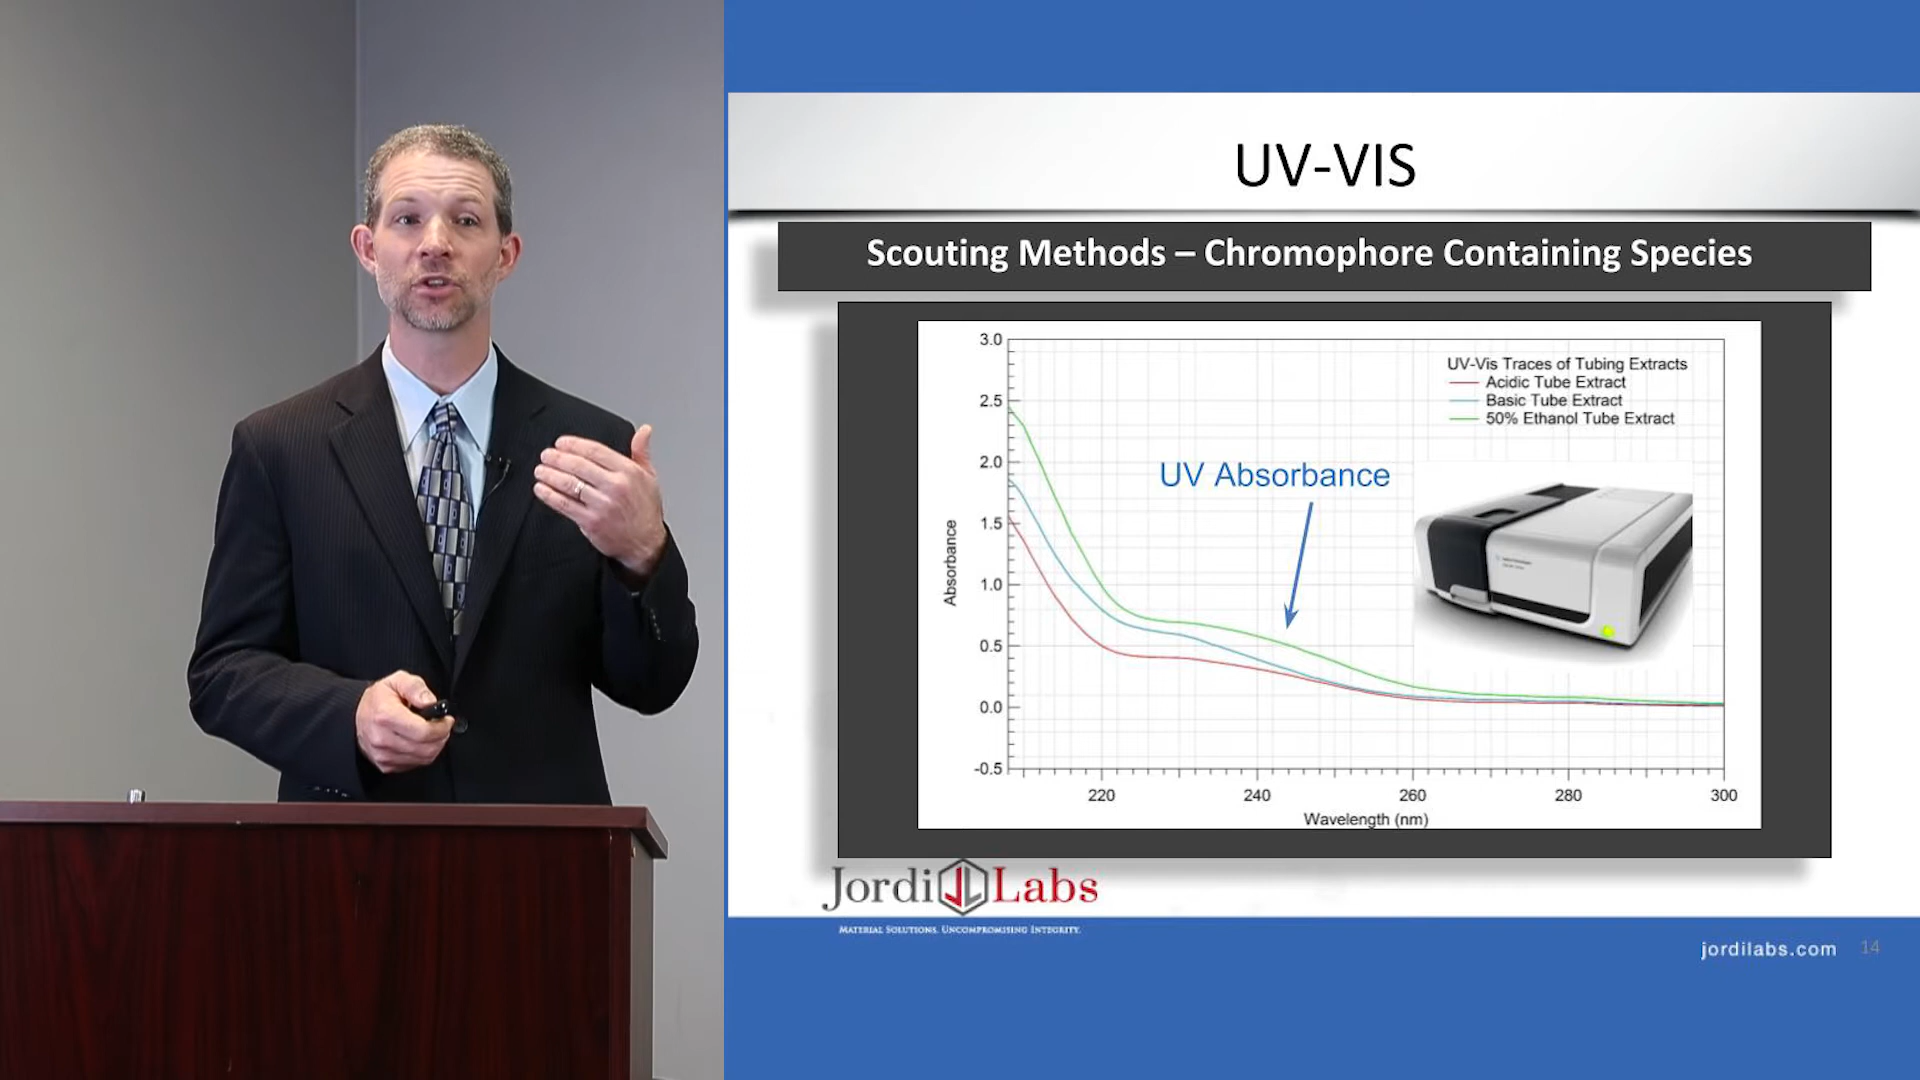 UV-VIS
Scouting Methods – Chromophore Containing Species
3.0
2.5
2.0
1.5
1.0
0.5
0.0
-0.5
Absorbance
UV-Vis Traces of Tubing Extracts
Acidic Tube Extract
Basic Tube Extract
50% Ethanol Tube Extract
UV Absorbance
220 240 260 280 300
Wavelength (nm)
Jordi JL Labs
MATERIAL SOLUTIONS. UNCOMPROMISING INTEGRITY.
jordilabs.com 14